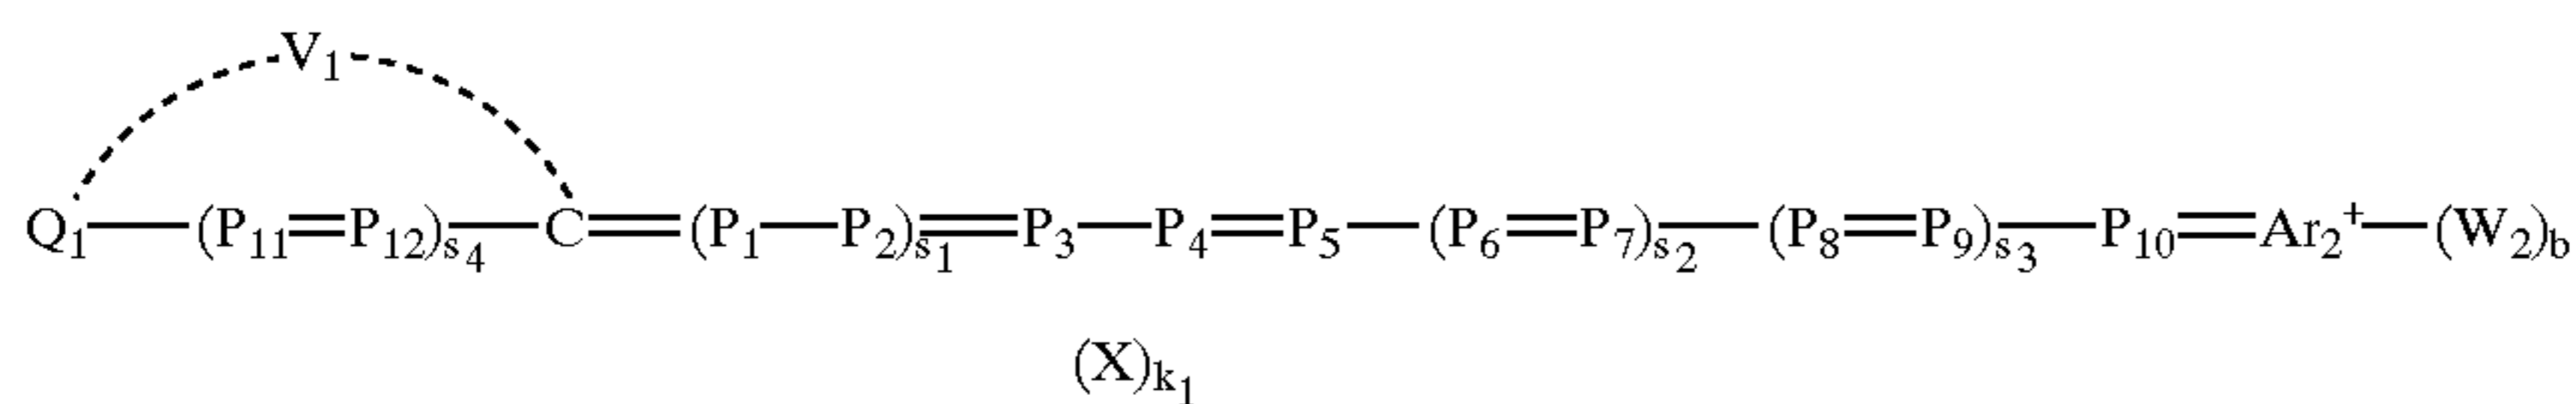 V₁
Q₁—(P₁₁=P₁₂)s₄—C=(P₁—P₂)s₁=P₃—P₄=P₅—(P₆=P₇)s₂—(P₈=P₉)s₃—P₁₀=Ar₂⁺—(W₂)b
(X)k₁